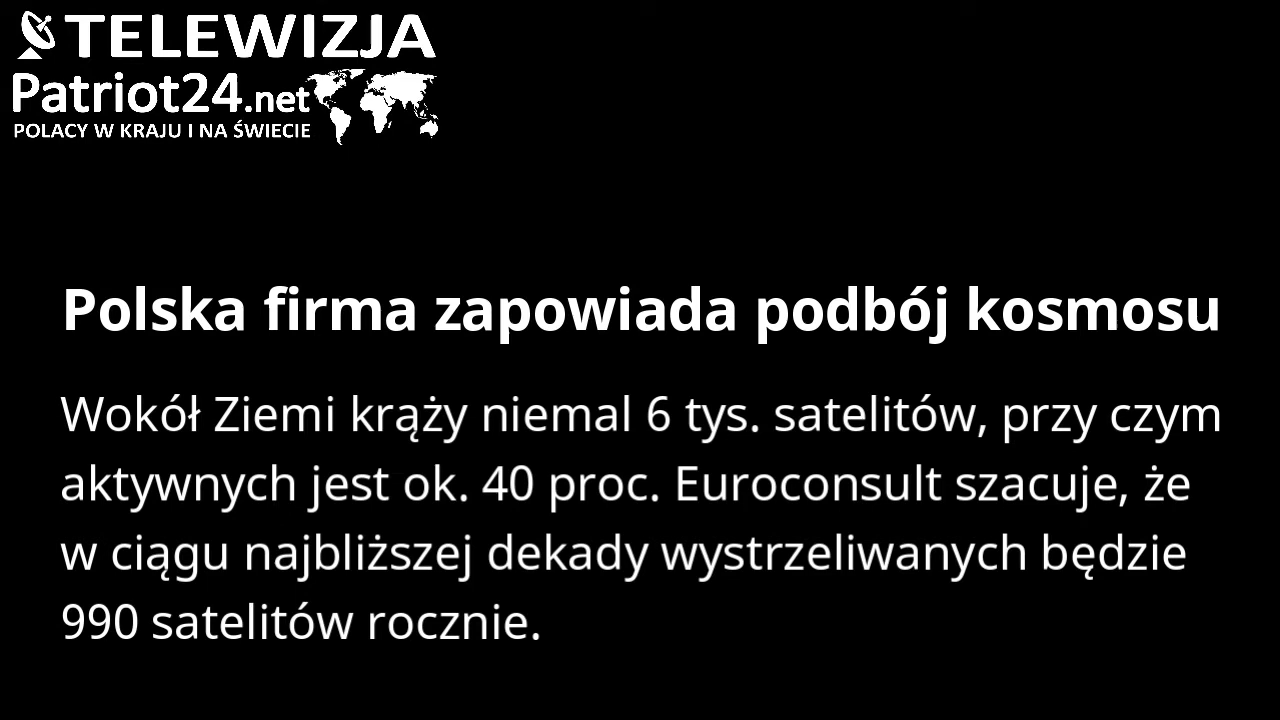 TELEWIZJA
Patriot24.net
POLACY W KRAJU I NA ŚWIECIE
Polska firma zapowiada podbój kosmosu
Wokół Ziemi krąży niemal 6 tys. satelitów, przy czym
aktywnych jest ok. 40 proc. Euroconsult szacuje, że
w ciągu najbliższej dekady wystrzeliwanych będzie
990 satelitów rocznie.